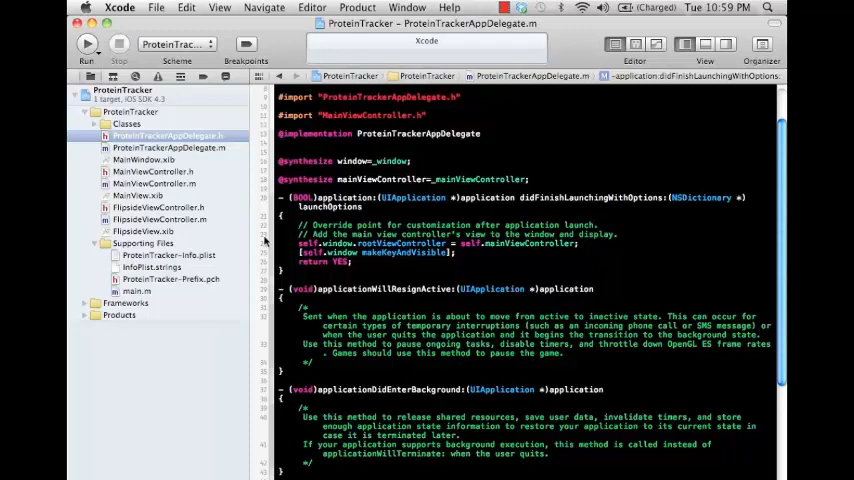 Xcode File Edit View Navigate Editor Product Window Help (Charged) Tue 10:59 PM
ProteinTracker – ProteinTrackerAppDelegate.m
ProteinTrac...
Xcode
Run Stop Scheme Breakpoints Editor View Organizer
ProteinTracker ProteinTracker ProteinTrackerAppDelegate.m -application:didFinishLaunchingWithOptions:
ProteinTracker
1 target, iOS SDK 4.3
ProteinTracker
Classes
ProteinTrackerAppDelegate.h
ProteinTrackerAppDelegate.m
MainWindow.xib
MainViewController.h
MainViewController.m
MainView.xib
FlipsideViewController.h
FlipsideViewController.m
FlipsideView.xib
Supporting Files
ProteinTracker-Info.plist
InfoPlist.strings
ProteinTracker-Prefix.pch
main.m
Frameworks
Products
#import "ProteinTrackerAppDelegate.h"
#import "MainViewController.h"
@implementation ProteinTrackerAppDelegate
@synthesize window=_window;
@synthesize mainViewController=_mainViewController;
- (BOOL)application:(UIApplication *)application didFinishLaunchingWithOptions:(NSDictionary *)
launchOptions
{
// Override point for customization after application launch.
// Add the main view controller's view to the window and display.
self.window.rootViewController = self.mainViewController;
[self.window makeKeyAndVisible];
return YES;
}
- (void)applicationWillResignActive:(UIApplication *)application
{
/*
Sent when the application is about to move from active to inactive state. This can occur for
certain types of temporary interruptions (such as an incoming phone call or SMS message) or
when the user quits the application and it begins the transition to the background state.
Use this method to pause ongoing tasks, disable timers, and throttle down OpenGL ES frame rates
. Games should use this method to pause the game.
*/
}
- (void)applicationDidEnterBackground:(UIApplication *)application
{
/*
Use this method to release shared resources, save user data, invalidate timers, and store
enough application state information to restore your application to its current state in
case it is terminated later.
If your application supports background execution, this method is called instead of
applicationWillTerminate: when the user quits.
*/
}